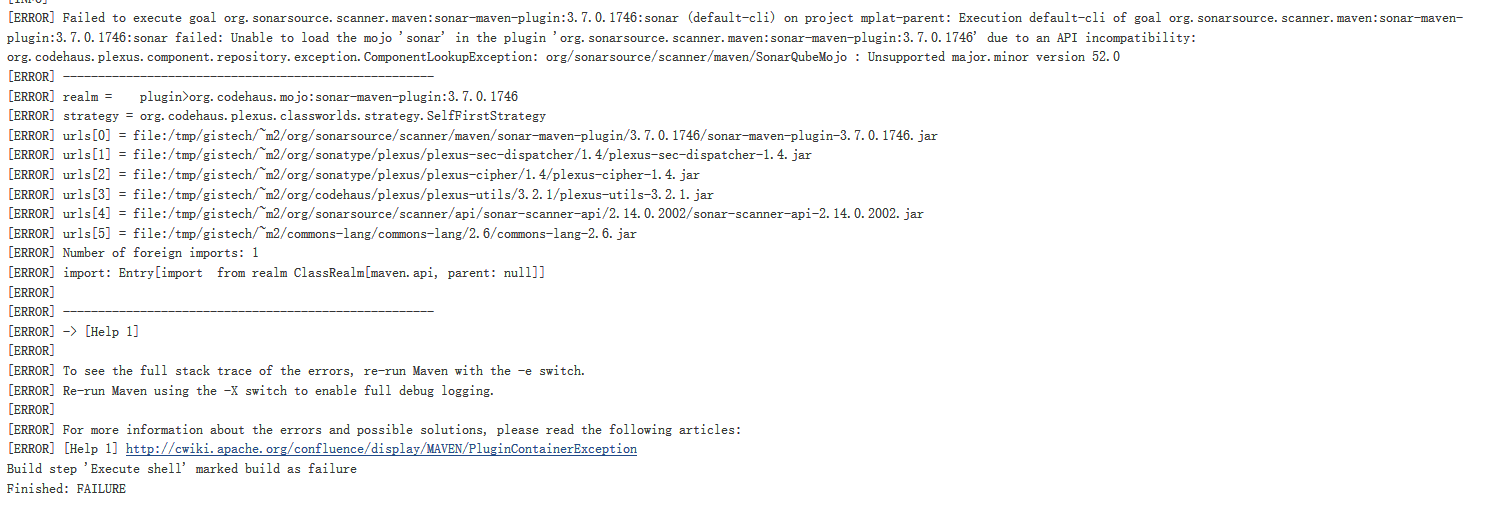 [INFO]
[ERROR] Failed to execute goal org.sonarsource.scanner.maven:sonar-maven-plugin:3.7.0.1746:sonar (default-cli) on project mplat-parent: Execution default-cli of goal org.sonarsource.scanner.maven:sonar-maven-
plugin:3.7.0.1746:sonar failed: Unable to load the mojo 'sonar' in the plugin 'org.sonarsource.scanner.maven:sonar-maven-plugin:3.7.0.1746' due to an API incompatibility:
org.codehaus.plexus.component.repository.exception.ComponentLookupException: org/sonarsource/scanner/maven/SonarQubeMojo : Unsupported major.minor version 52.0
[ERROR] -----------------------------------------------------
[ERROR] realm =    plugin>org.codehaus.mojo:sonar-maven-plugin:3.7.0.1746
[ERROR] strategy = org.codehaus.plexus.classworlds.strategy.SelfFirstStrategy
[ERROR] urls[0] = file:/tmp/gistech/~m2/org/sonarsource/scanner/maven/sonar-maven-plugin/3.7.0.1746/sonar-maven-plugin-3.7.0.1746.jar
[ERROR] urls[1] = file:/tmp/gistech/~m2/org/sonatype/plexus/plexus-sec-dispatcher/1.4/plexus-sec-dispatcher-1.4.jar
[ERROR] urls[2] = file:/tmp/gistech/~m2/org/sonatype/plexus/plexus-cipher/1.4/plexus-cipher-1.4.jar
[ERROR] urls[3] = file:/tmp/gistech/~m2/org/codehaus/plexus/plexus-utils/3.2.1/plexus-utils-3.2.1.jar
[ERROR] urls[4] = file:/tmp/gistech/~m2/org/sonarsource/scanner/api/sonar-scanner-api/2.14.0.2002/sonar-scanner-api-2.14.0.2002.jar
[ERROR] urls[5] = file:/tmp/gistech/~m2/commons-lang/commons-lang/2.6/commons-lang-2.6.jar
[ERROR] Number of foreign imports: 1
[ERROR] import: Entry[import  from realm ClassRealm[maven.api, parent: null]]
[ERROR]
[ERROR] -----------------------------------------------------
[ERROR] -> [Help 1]
[ERROR]
[ERROR] To see the full stack trace of the errors, re-run Maven with the -e switch.
[ERROR] Re-run Maven using the -X switch to enable full debug logging.
[ERROR]
[ERROR] For more information about the errors and possible solutions, please read the following articles:
[ERROR] [Help 1] http://cwiki.apache.org/confluence/display/MAVEN/PluginContainerException
Build step 'Execute shell' marked build as failure
Finished: FAILURE